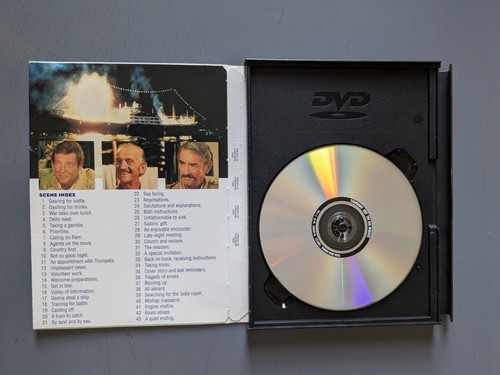 SCENE INDEX
1 Gearing for battle.
2 Dashing for drinks.
3 War talks over lunch.
4 Delhi meet.
5 Taking a gamble.
6 Priorities.
7 Calling on Ram.
8 Agents on the move.
9 Country first.
10 Not so good night.
11 An appointment with Trompeta.
12 Unpleasant news.
13 Volunteer work.
14 Welcome preparations.
15 Get in line.
16 Volley of information.
17 Gonna steal a ship.
18 Training for battle.
19 Casting off.
20 A train to catch.
21 By land and by sea.
22 Sea faring.
23 Negotiations.
24 Salutations and explanations.
25 Bath instructions.
26 Unfathomable to sink.
27 Sailors' gift.
28 An enjoyable encounter.
29 Late-night meeting.
30 Church and seisure.
31 The mission.
32 A special invitation.
33 Back on track, receiving instructions
34 Taking shots.
35 Cover story and last reminders.
36 Tragedy of errors.
37 Boozing up.
38 All aboard.
39 Searching for the radio room.
40 Mishap massacre.
41 Engine misfire.
42 Boats ablaze.
43 A quiet ending.
DVD